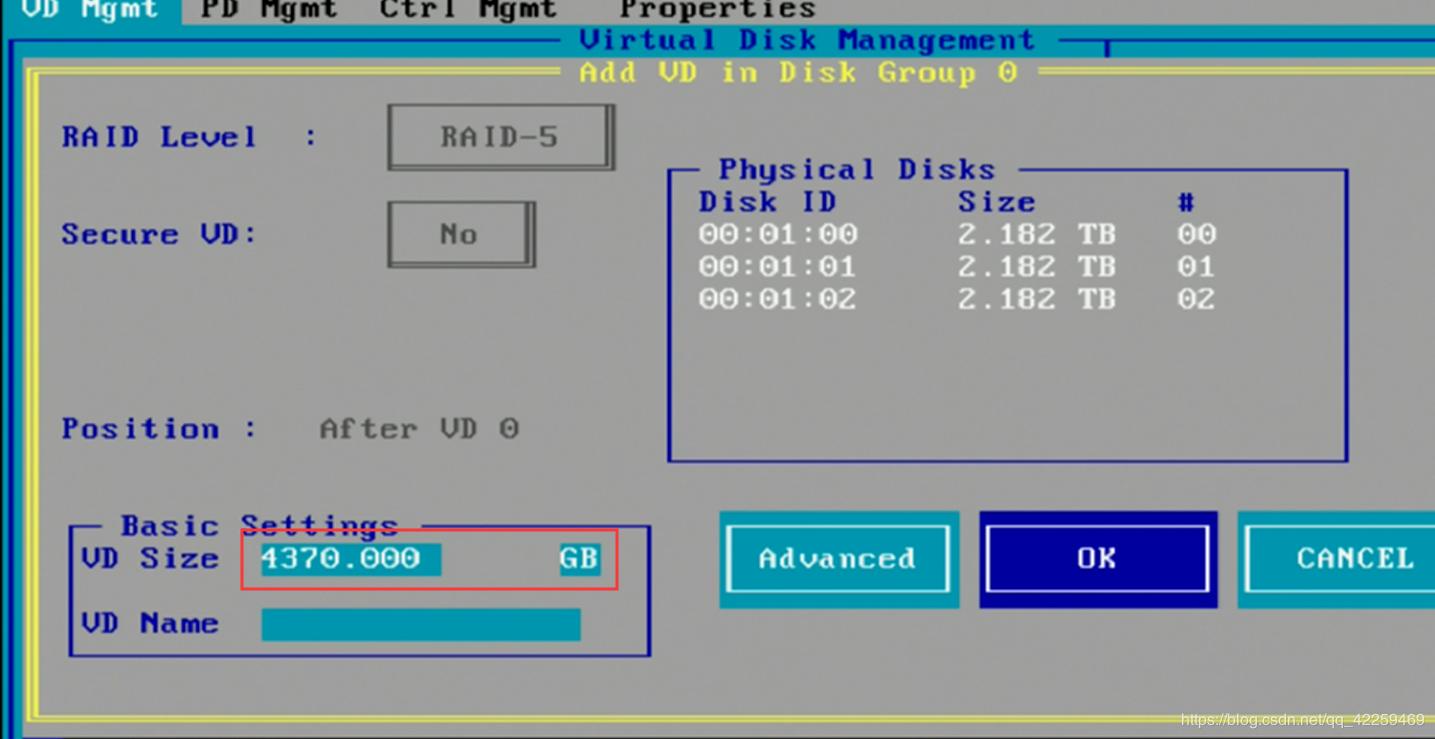 VD Mgmt PD Mgmt Ctrl Mgmt Properties
Virtual Disk Management
Add VD in Disk Group 0
RAID Level : RAID-5
Secure VD: No
Physical Disks
Disk ID Size #
00:01:00 2.182 TB 00
00:01:01 2.182 TB 01
00:01:02 2.182 TB 02
Position : After VD 0
Basic Settings
VD Size 4370.000 GB
VD Name
Advanced OK CANCEL
https://blog.csdn.net/qq_42259469